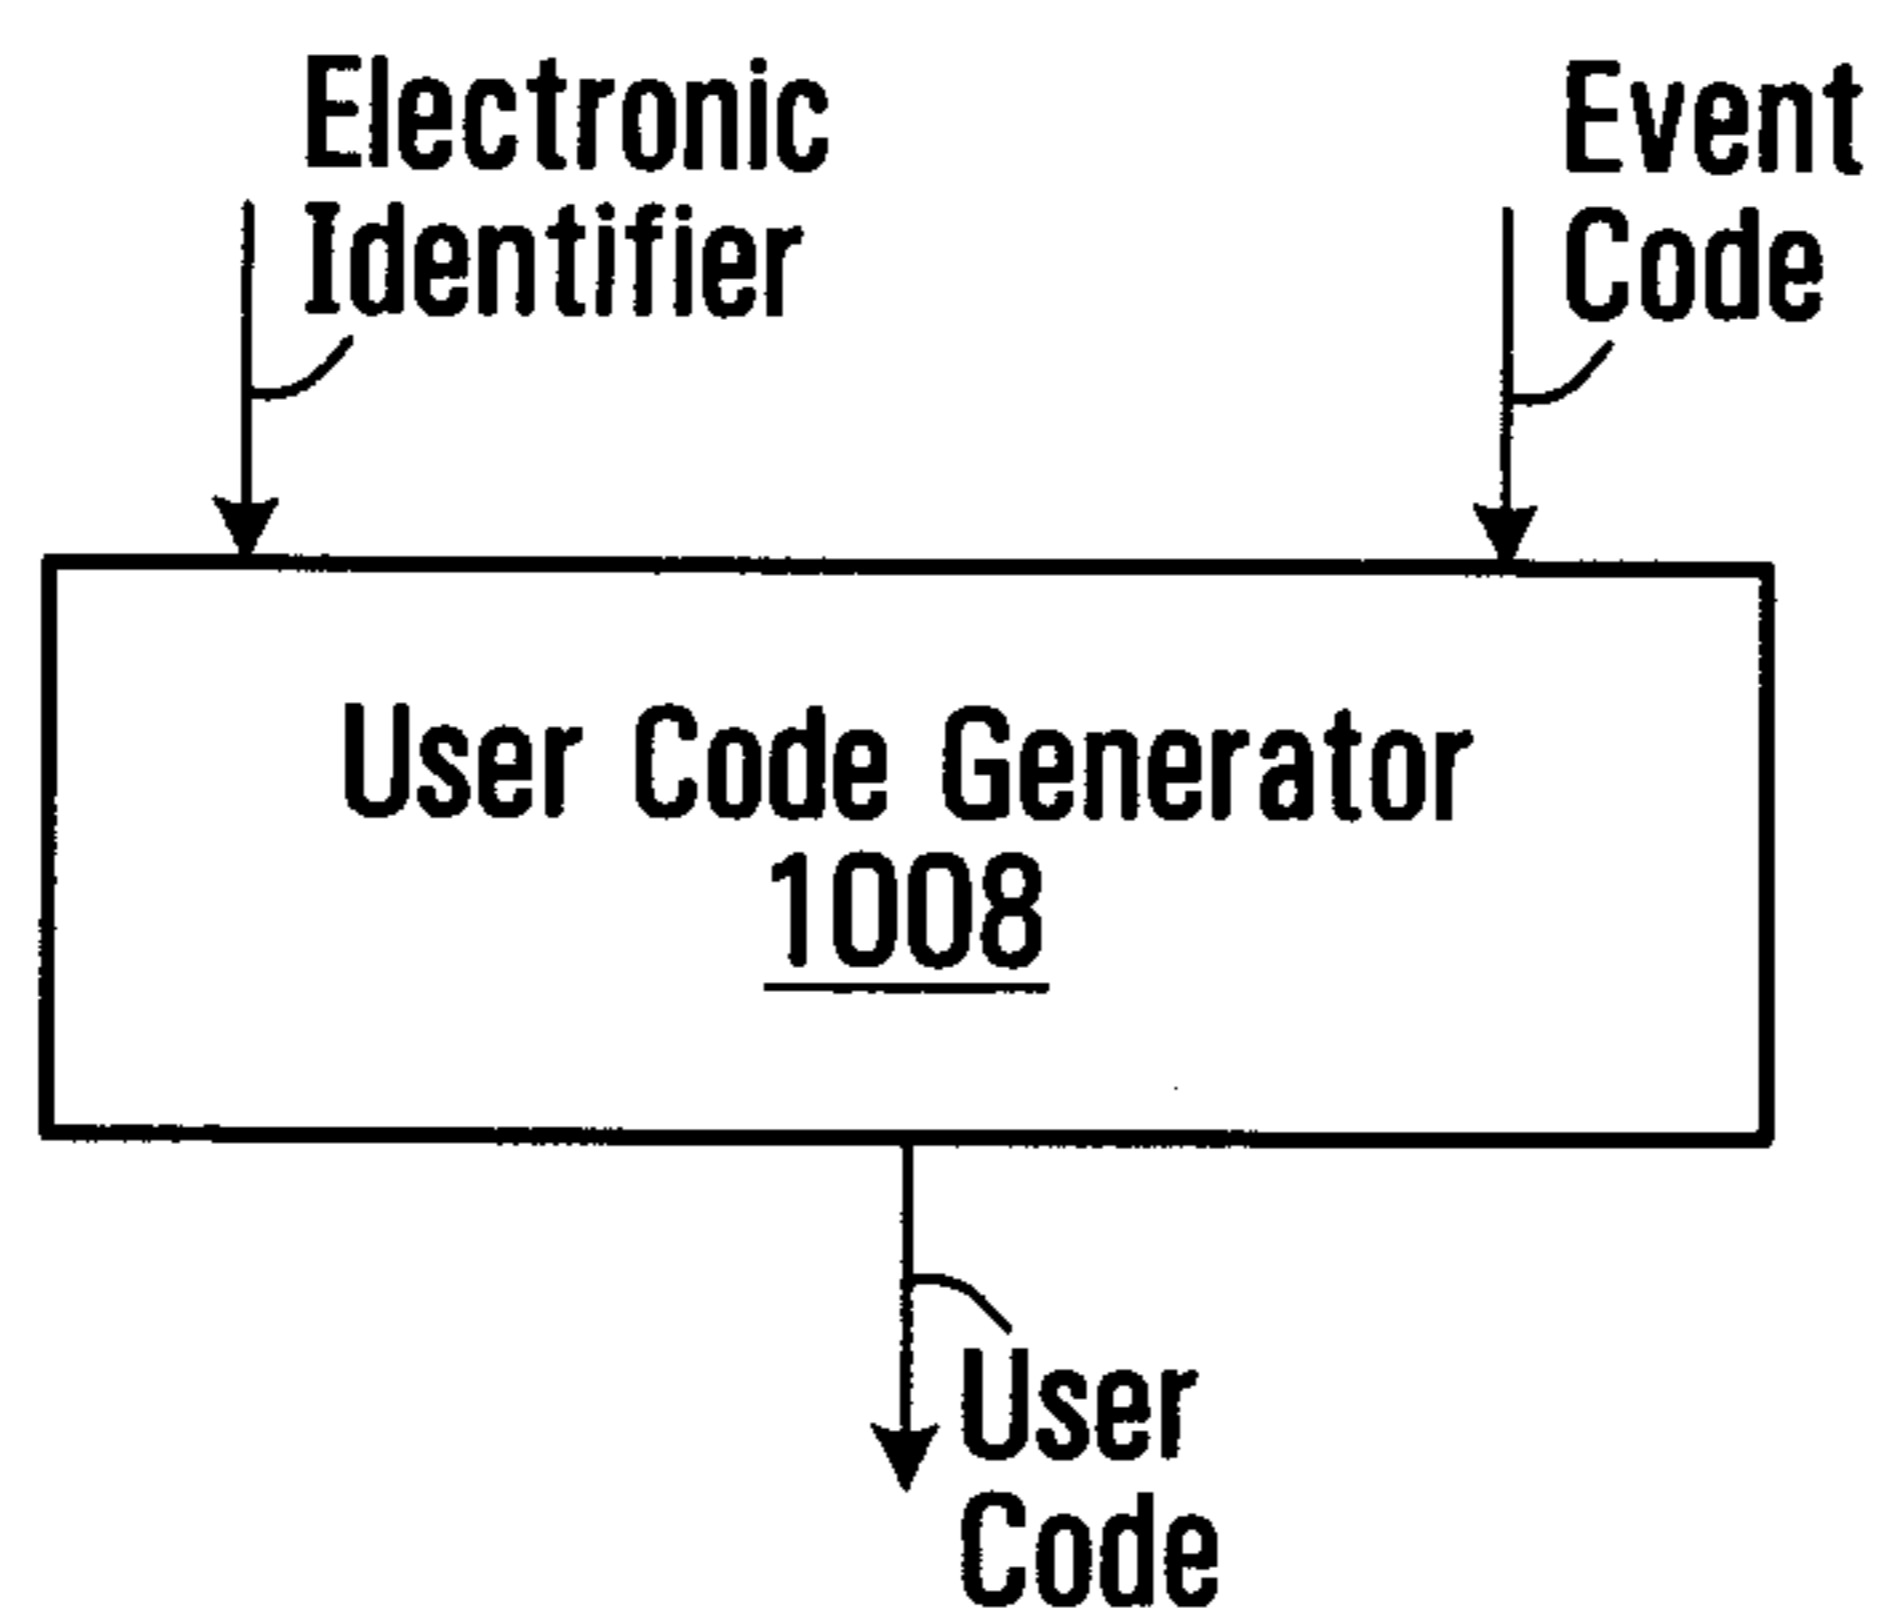 Electronic
Identifier
Event
Code
User Code Generator
1008
User
Code